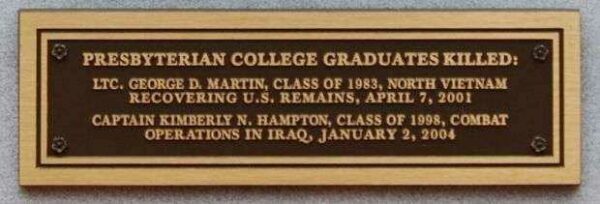 PRESBYTERIAN COLLEGE GRADUATES KILLED:
LTC. GEORGE D. MARTIN, CLASS OF 1983, NORTH VIETNAM
RECOVERING U.S. REMAINS, APRIL 7, 2001
CAPTAIN KIMBERLY N. HAMPTON, CLASS OF 1998, COMBAT
OPERATIONS IN IRAQ, JANUARY 2, 2004